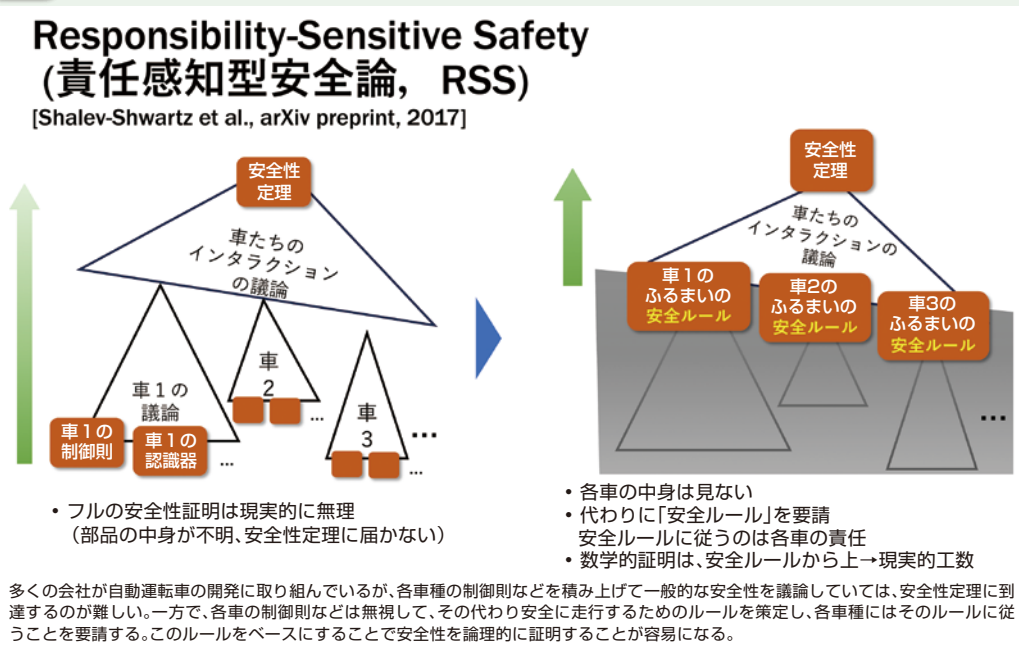 Responsibility-Sensitive Safety
(責任感知型安全論, RSS)
[Shalev-Shwartz et al., arXiv preprint, 2017]
安全性
定理
車たちの
インタラクション
の議論
車1の
議論
車
2
車
3
車1の
制御則
車1の
認識器
...
...
...
...
・フルの安全性証明は現実的に無理
（部品の中身が不明、安全性定理に届かない）
安全性
定理
車たちの
インタラクションの
議論
車1の
ふるまいの
安全ルール
車2の
ふるまいの
安全ルール
車3の
ふるまいの
安全ルール
...
・各車の中身は見ない
・代わりに「安全ルール」を要請
安全ルールに従うのは各車の責任
・数学的証明は、安全ルールから上→現実的工数
多くの会社が自動運転車の開発に取り組んでいるが、各車種の制御則などを積み上げて一般的な安全性を議論していては、安全性定理に到
達するのが難しい。一方で、各車の制御則などは無視して、その代わり安全に走行するためのルールを策定し、各車種にはそのルールに従
うことを要請する。このルールをベースにすることで安全性を論理的に証明することが容易になる。